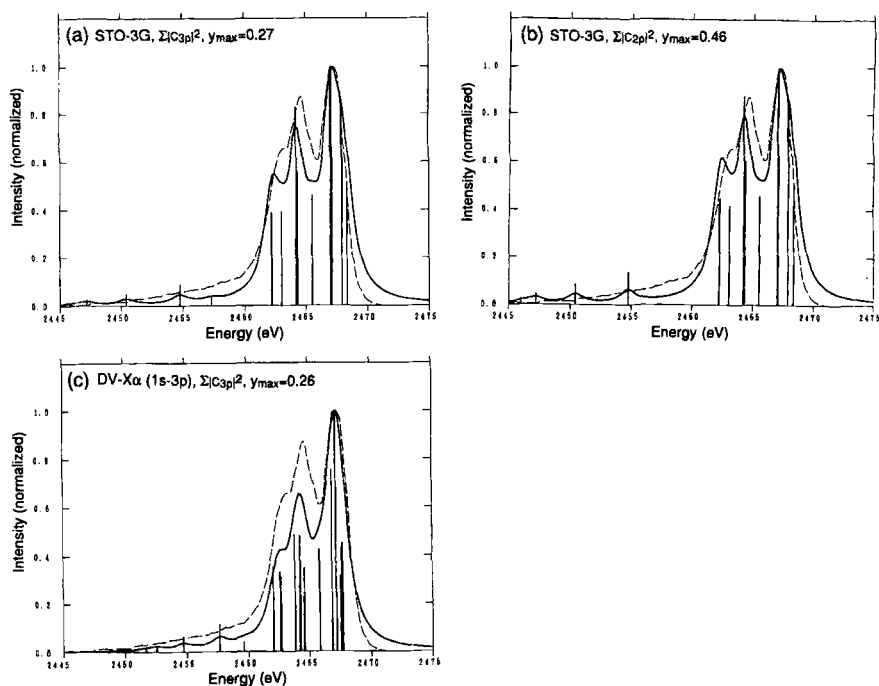 (a) STO-3G, Σ|C3p|², ymax=0.27
Intensity (normalized)
1.0
0.8
0.6
0.4
0.2
0.0
2445 2450 2455 2460 2465 2470 2475
Energy (eV)
(b) STO-3G, Σ|C2p|², ymax=0.46
Intensity (normalized)
1.0
0.8
0.6
0.4
0.2
0.0
2445 2450 2455 2460 2465 2470 2475
Energy (eV)
(c) DV-Xα (1s-3p), Σ|C3p|², ymax=0.26
Intensity (normalized)
1.0
0.8
0.6
0.4
0.2
0.0
2445 2450 2455 2460 2465 2470 2475
Energy (eV)